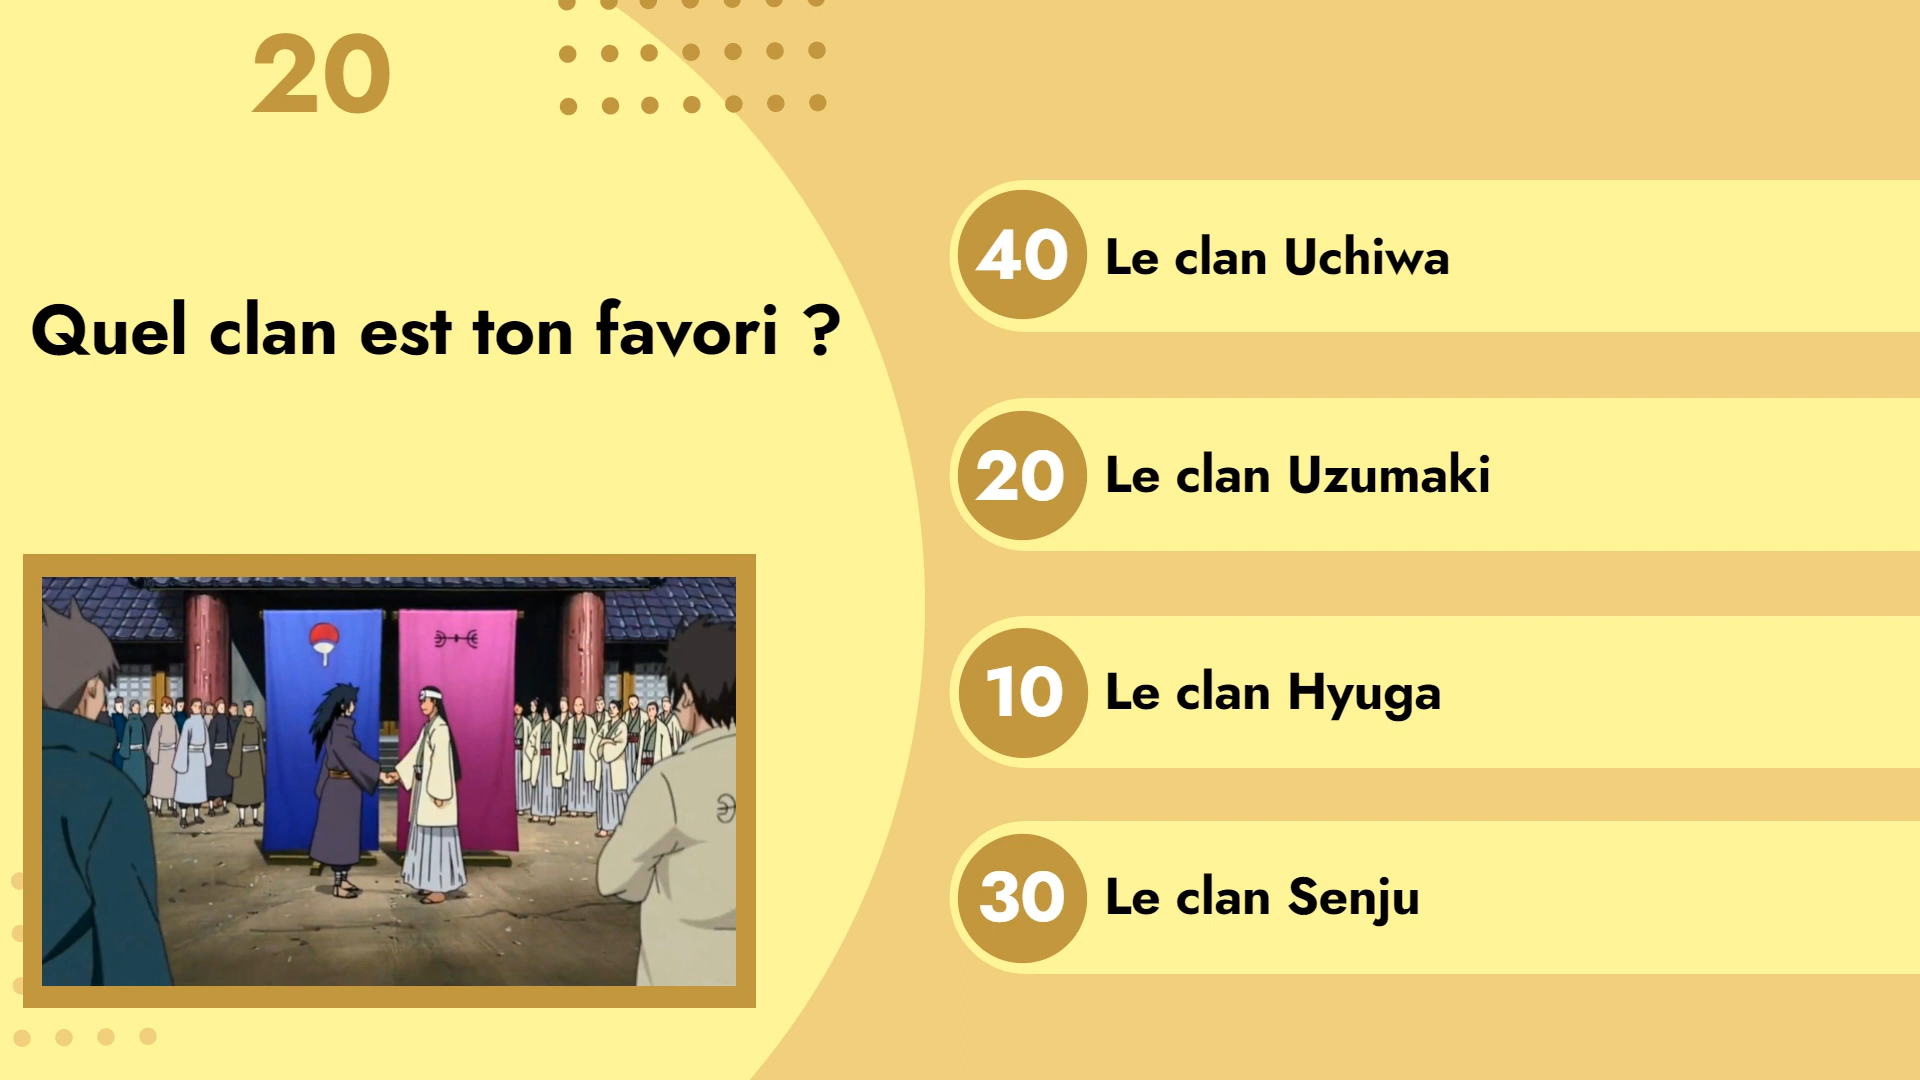 20
Quel clan est ton favori ?
40 Le clan Uchiwa
20 Le clan Uzumaki
10 Le clan Hyuga
30 Le clan Senju